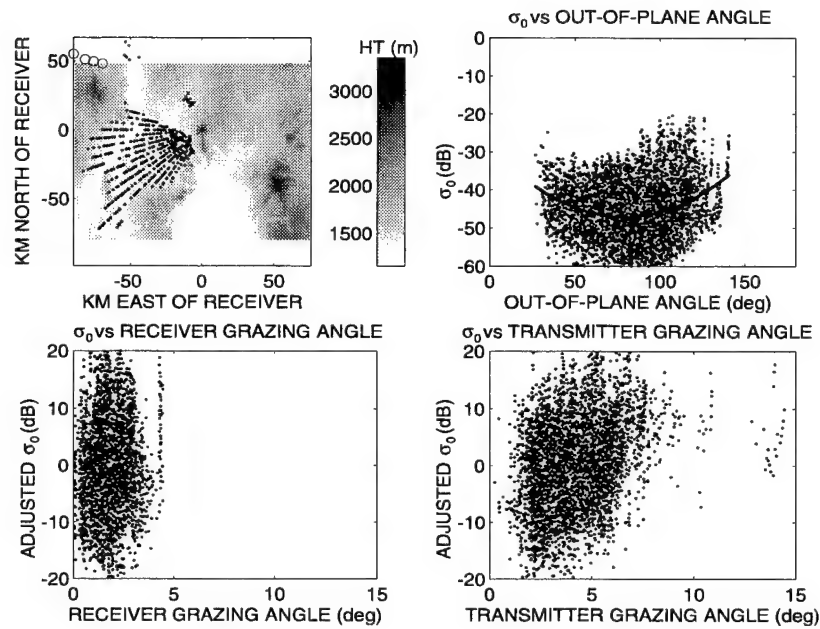 σ₀ vs OUT-OF-PLANE ANGLE
HT (m)
50
0
-50
KM NORTH OF RECEIVER
-50 0 50
KM EAST OF RECEIVER
3000
2500
2000
1500
0
-10
-20
-30
-40
-50
-60
σ₀ (dB)
0 50 100 150
OUT-OF-PLANE ANGLE (deg)
σ₀ vs RECEIVER GRAZING ANGLE
20
10
0
-10
-20
ADJUSTED σ₀ (dB)
0 5 10 15
RECEIVER GRAZING ANGLE (deg)
σ₀ vs TRANSMITTER GRAZING ANGLE
20
10
0
-10
-20
ADJUSTED σ₀ (dB)
0 5 10 15
TRANSMITTER GRAZING ANGLE (deg)